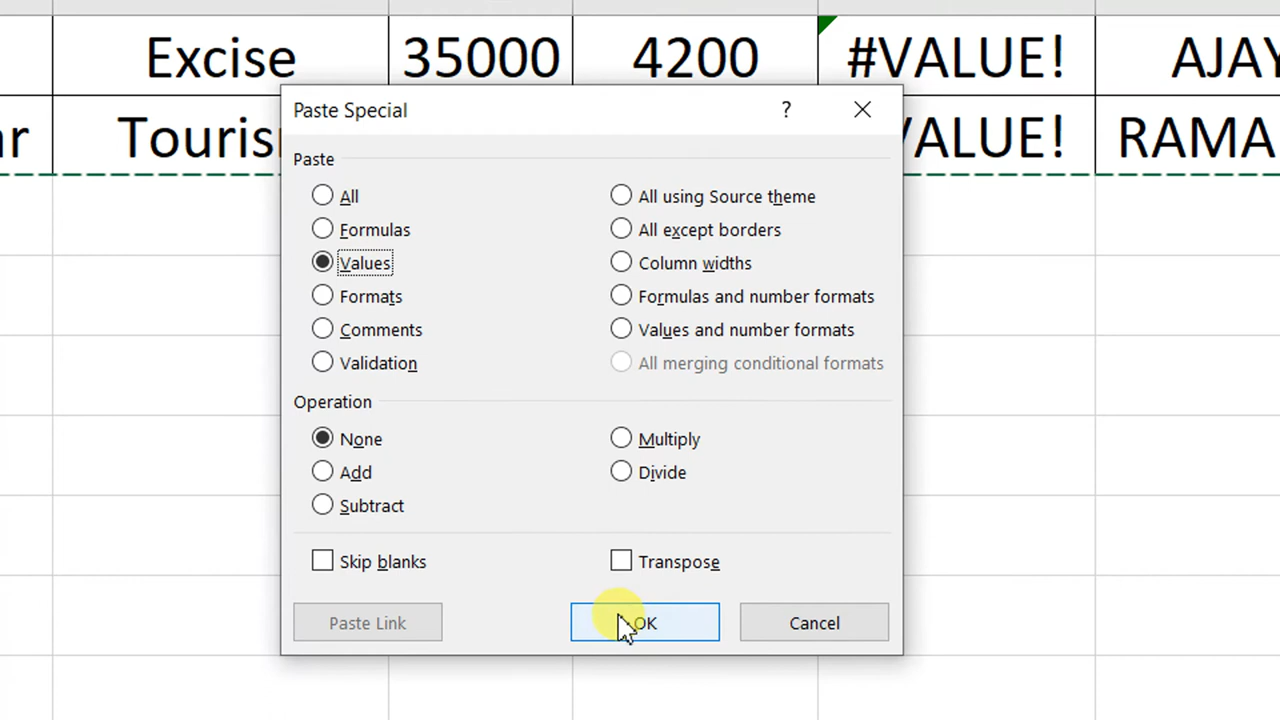 Excise 35000 4200 #VALUE! AJAY
ar Touris VALUE! RAMA
Paste Special ? ×
Paste
All
Formulas
Values
Formats
Comments
Validation
All using Source theme
All except borders
Column widths
Formulas and number formats
Values and number formats
All merging conditional formats
Operation
None
Add
Subtract
Multiply
Divide
Skip blanks
Transpose
Paste Link
OK
Cancel